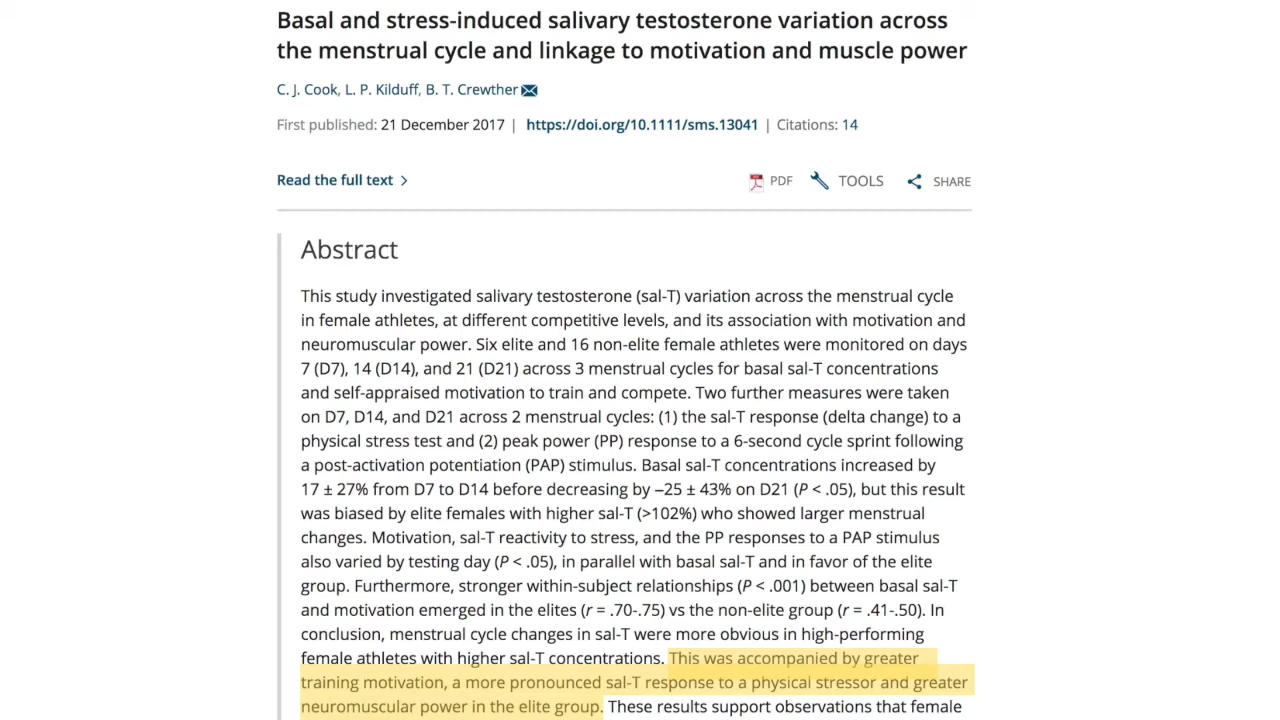 Basal and stress-induced salivary testosterone variation across
the menstrual cycle and linkage to motivation and muscle power
C. J. Cook, L. P. Kilduff, B. T. Crewther
First published: 21 December 2017 | https://doi.org/10.1111/sms.13041 | Citations: 14
Read the full text >
PDF TOOLS SHARE
Abstract
This study investigated salivary testosterone (sal-T) variation across the menstrual cycle
in female athletes, at different competitive levels, and its association with motivation and
neuromuscular power. Six elite and 16 non-elite female athletes were monitored on days
7 (D7), 14 (D14), and 21 (D21) across 3 menstrual cycles for basal sal-T concentrations
and self-appraised motivation to train and compete. Two further measures were taken
on D7, D14, and D21 across 2 menstrual cycles: (1) the sal-T response (delta change) to a
physical stress test and (2) peak power (PP) response to a 6-second cycle sprint following
a post-activation potentiation (PAP) stimulus. Basal sal-T concentrations increased by
17 ± 27% from D7 to D14 before decreasing by −25 ± 43% on D21 (P < .05), but this result
was biased by elite females with higher sal-T (>102%) who showed larger menstrual
changes. Motivation, sal-T reactivity to stress, and the PP responses to a PAP stimulus
also varied by testing day (P < .05), in parallel with basal sal-T and in favor of the elite
group. Furthermore, stronger within-subject relationships (P < .001) between basal sal-T
and motivation emerged in the elites (r = .70-.75) vs the non-elite group (r = .41-.50). In
conclusion, menstrual cycle changes in sal-T were more obvious in high-performing
female athletes with higher sal-T concentrations. This was accompanied by greater
training motivation, a more pronounced sal-T response to a physical stressor and greater
neuromuscular power in the elite group. These results support observations that female